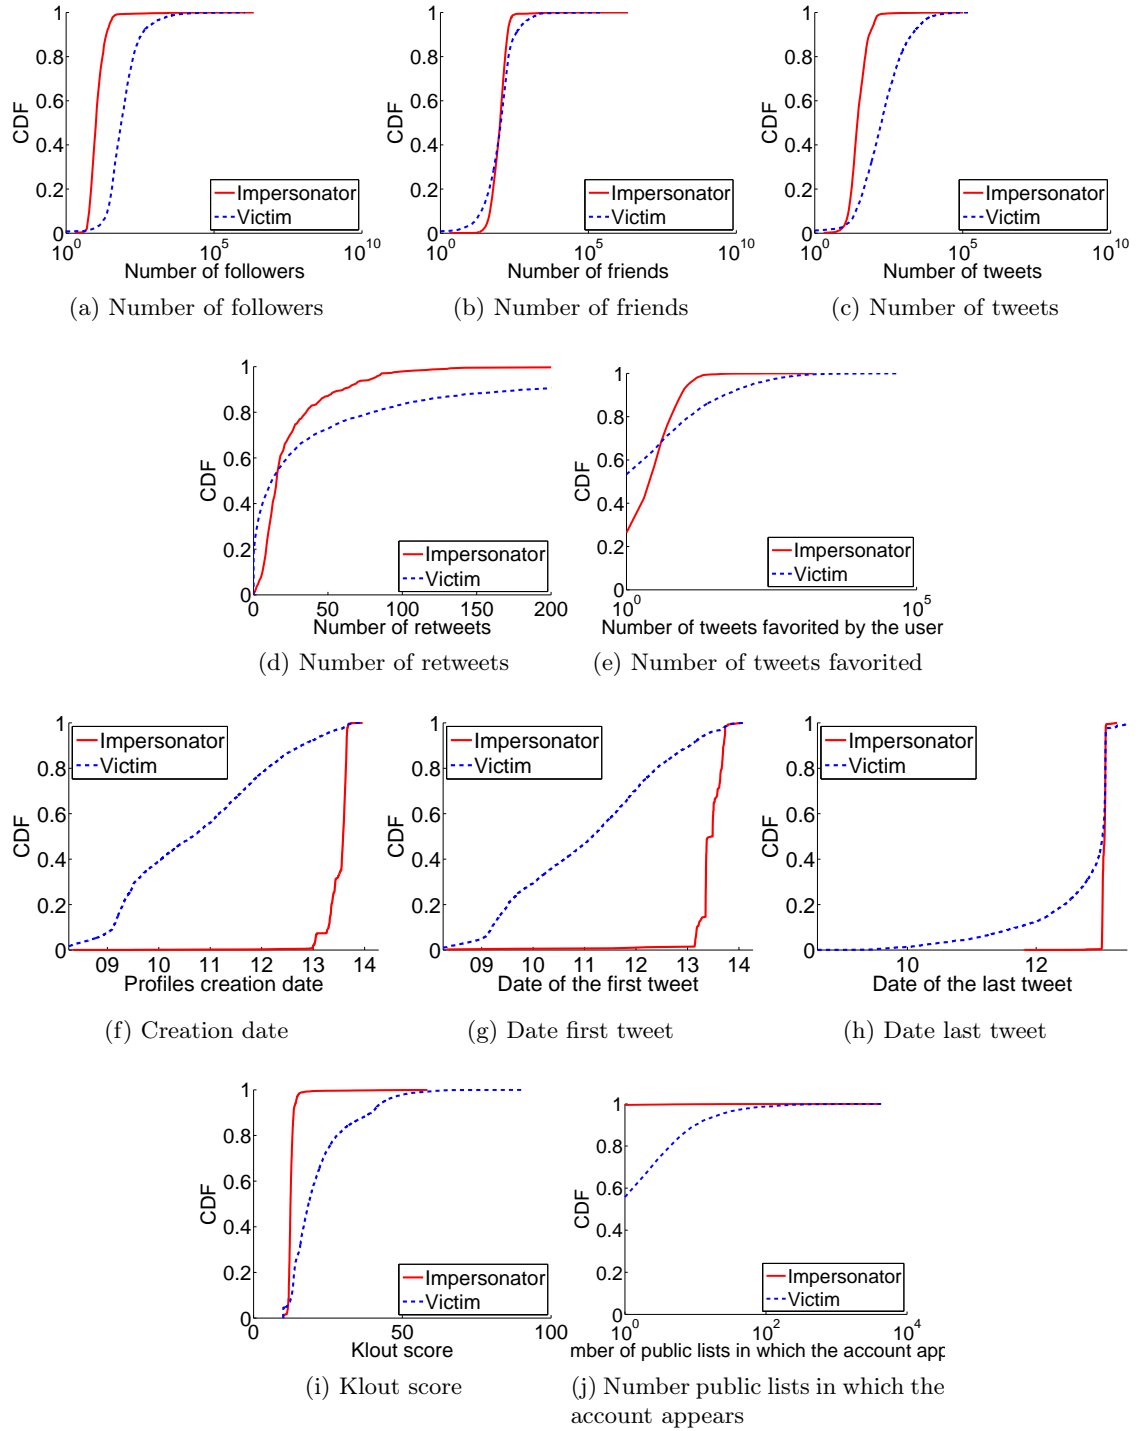 1
0.8
0.6
0.4
0.2
0
CDF
Impersonator
Victim
10^0 10^5 10^10
Number of followers
(a) Number of followers
1
0.8
0.6
0.4
0.2
0
CDF
Impersonator
Victim
10^0 10^5 10^10
Number of friends
(b) Number of friends
1
0.8
0.6
0.4
0.2
0
CDF
Impersonator
Victim
10^0 10^5 10^10
Number of tweets
(c) Number of tweets
1
0.8
0.6
0.4
0.2
0
CDF
Impersonator
Victim
0 50 100 150 200
Number of retweets
(d) Number of retweets
1
0.8
0.6
0.4
0.2
0
CDF
Impersonator
Victim
10^0 10^5
Number of tweets favorited by the user
(e) Number of tweets favorited
1
0.8
0.6
0.4
0.2
0
CDF
Impersonator
Victim
09 10 11 12 13 14
Profiles creation date
(f) Creation date
1
0.8
0.6
0.4
0.2
0
CDF
Impersonator
Victim
09 10 11 12 13 14
Date of the first tweet
(g) Date first tweet
1
0.8
0.6
0.4
0.2
0
CDF
Impersonator
Victim
10 12
Date of the last tweet
(h) Date last tweet
1
0.8
0.6
0.4
0.2
0
CDF
Impersonator
Victim
0 50 100
Klout score
(i) Klout score
1
0.8
0.6
0.4
0.2
0
CDF
Impersonator
Victim
10^0 10^2 10^4
mber of public lists in which the account app
(j) Number public lists in which the
account appears